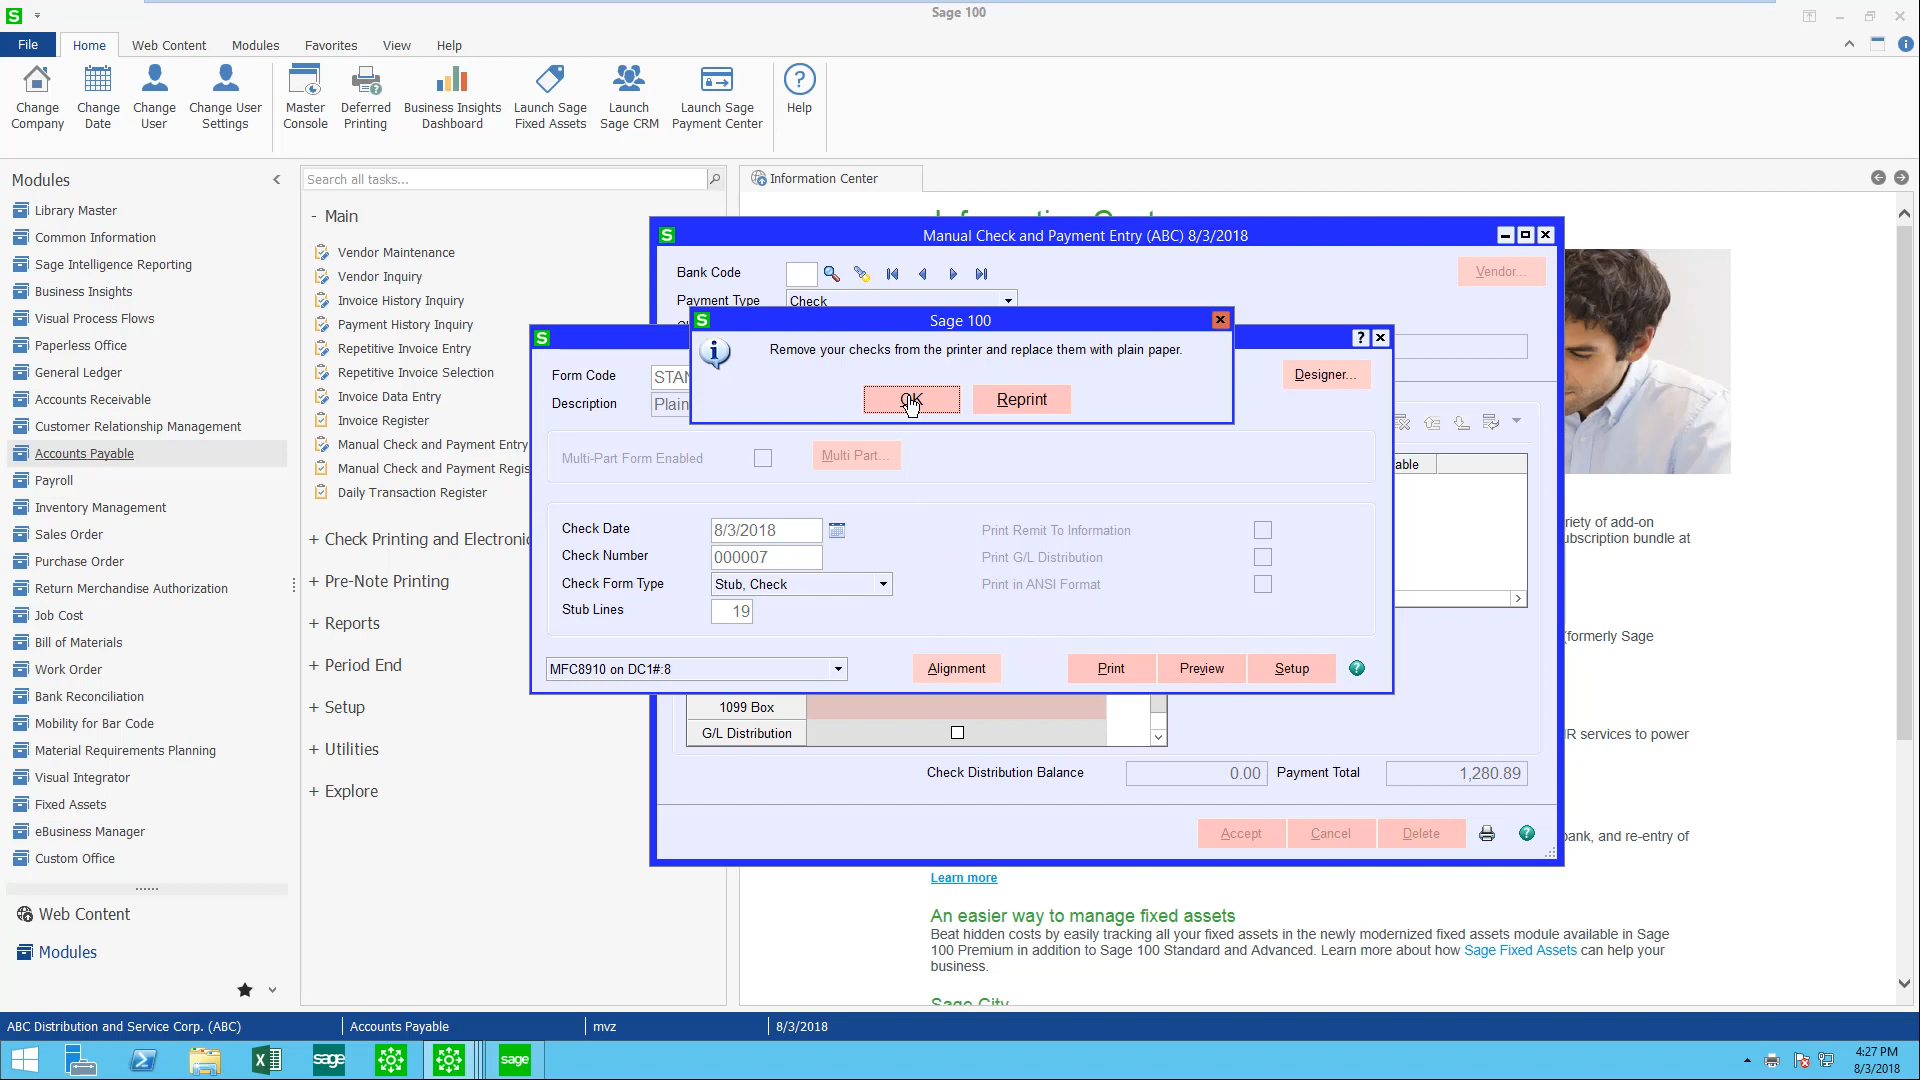 Sage 100
File
Home
Web Content
Modules
Favorites
View
Help
Change Company
Change Date
Change User
Change User Settings
Master Console
Deferred Printing
Business Insights Dashboard
Launch Sage Fixed Assets
Launch Sage CRM
Launch Sage Payment Center
Help
Modules
Library Master
Common Information
Sage Intelligence Reporting
Business Insights
Visual Process Flows
Paperless Office
General Ledger
Accounts Receivable
Customer Relationship Management
Accounts Payable
Payroll
Inventory Management
Sales Order
Purchase Order
Return Merchandise Authorization
Job Cost
Bill of Materials
Work Order
Bank Reconciliation
Mobility for Bar Code
Material Requirements Planning
Visual Integrator
Fixed Assets
eBusiness Manager
Custom Office
Web Content
Modules
Search all tasks...
- Main
Vendor Maintenance
Vendor Inquiry
Invoice History Inquiry
Payment History Inquiry
Repetitive Invoice Entry
Repetitive Invoice Selection
Invoice Data Entry
Invoice Register
Manual Check and Payment Entry
Manual Check and Payment Regis
Daily Transaction Register
+ Check Printing and Electronic
+ Pre-Note Printing
+ Reports
+ Period End
+ Setup
+ Utilities
+ Explore
Information Center
Manual Check and Payment Entry (ABC) 8/3/2018
Bank Code
Vendor...
Payment Type
Check
Sage 100
Remove your checks from the printer and replace them with plain paper.
OK
Reprint
Form Code
STAN
Designer...
Description
Plain
Multi-Part Form Enabled
Multi Part...
able
Check Date
8/3/2018
Print Remit To Information
Check Number
000007
Print G/L Distribution
Check Form Type
Stub, Check
Print in ANSI Format
Stub Lines
19
MFC8910 on DC1#:8
Alignment
Print
Preview
Setup
1099 Box
G/L Distribution
Check Distribution Balance
0.00
Payment Total
1,280.89
Accept
Cancel
Delete
riety of add-on
ubscription bundle at
(formerly Sage
HR services to power
bank, and re-entry of
Learn more
An easier way to manage fixed assets
Beat hidden costs by easily tracking all your fixed assets in the newly modernized fixed assets module available in Sage
100 Premium in addition to Sage 100 Standard and Advanced. Learn more about how Sage Fixed Assets can help your
business.
Sage City
ABC Distribution and Service Corp. (ABC)
Accounts Payable
mvz
8/3/2018
sage
sage
4:27 PM
8/3/2018